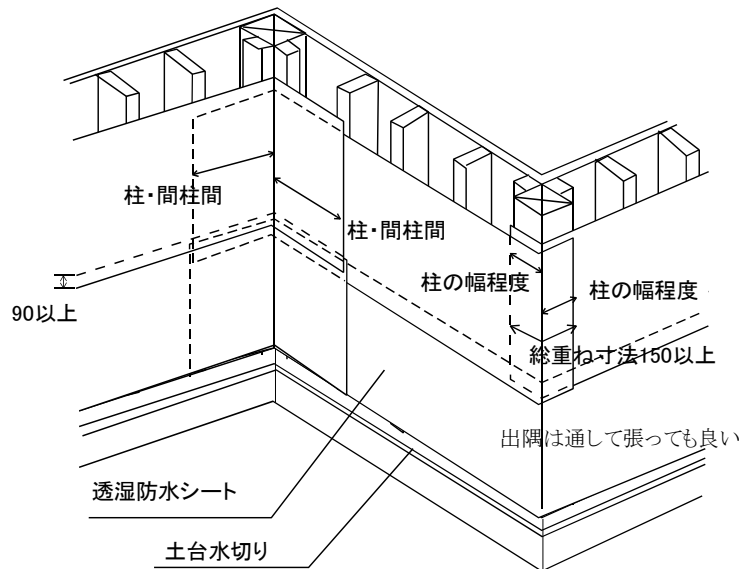 柱・間柱間
柱・間柱間
柱の幅程度
柱の幅程度
90以上
総重ね寸法150以上
出隅は通して張っても良い
透湿防水シート
土台水切り